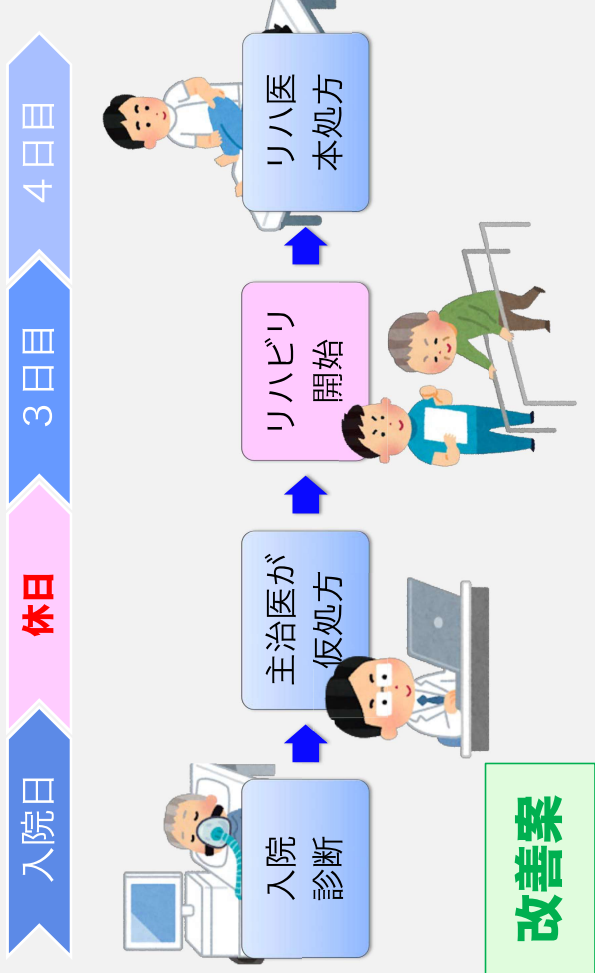 入院日
休日
３日目
４日目
入院
診断
主治医が
仮処方
リハビリ
開始
リハ医
本処方
改善案